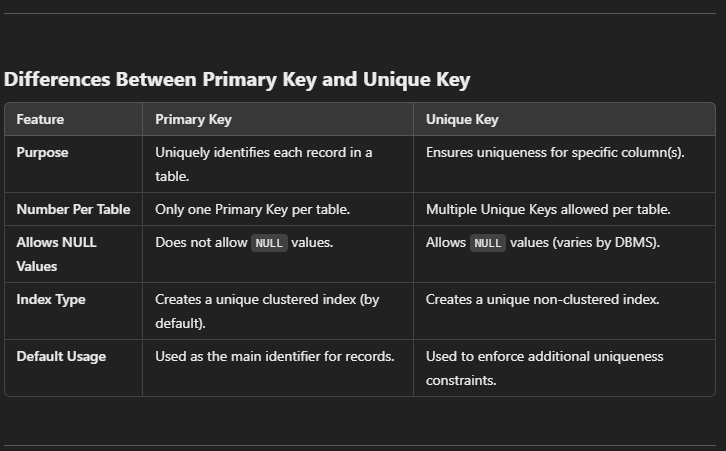 Differences Between Primary Key and Unique Key
Feature Primary Key Unique Key
Purpose Uniquely identifies each record in a Ensures uniqueness for specific column(s).
table.
Number Per Table Only one Primary Key per table. Multiple Unique Keys allowed per table.
Allows NULL Does not allow NULL values. Allows NULL values (varies by DBMS).
Values
Index Type Creates a unique clustered index (by Creates a unique non-clustered index.
default).
Default Usage Used as the main identifier for records. Used to enforce additional uniqueness
constraints.